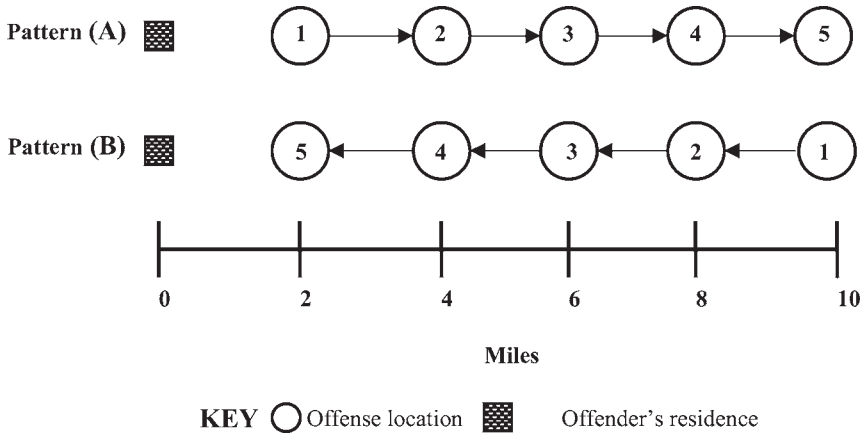 Pattern (A) 1 2 3 4 5
Pattern (B) 5 4 3 2 1
0 2 4 6 8 10
Miles
KEY Offense location Offender's residence